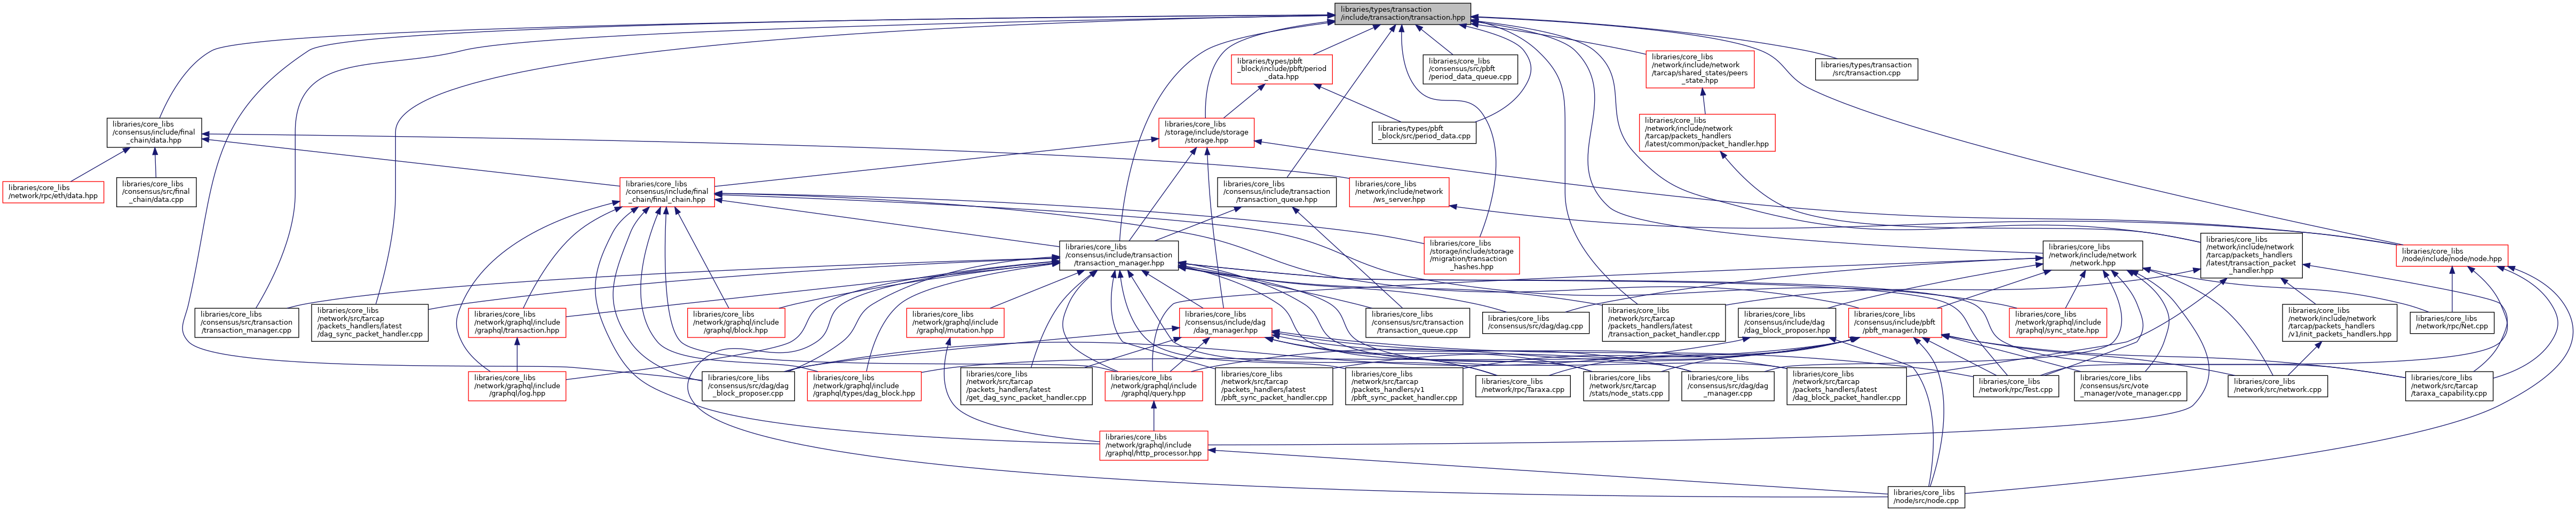 libraries/types/transaction
/include/transaction/transaction.hpp
libraries/types/pbft
_block/include/pbft/period
_data.hpp
libraries/core_libs
/consensus/src/pbft
/period_data_queue.cpp
libraries/core_libs
/network/include/network
/tarcap/shared_states/peers
_state.hpp
libraries/types/transaction
/src/transaction.cpp
libraries/core_libs
/consensus/include/final
_chain/data.hpp
libraries/core_libs
/storage/include/storage
/storage.hpp
libraries/types/pbft
_block/src/period_data.cpp
libraries/core_libs
/network/include/network
/tarcap/packets_handlers
/latest/common/packet_handler.hpp
libraries/core_libs
/network/rpc/eth/data.hpp
libraries/core_libs
/consensus/src/final
_chain/data.cpp
libraries/core_libs
/consensus/include/final
_chain/final_chain.hpp
libraries/core_libs
/consensus/include/transaction
/transaction_queue.hpp
libraries/core_libs
/network/include/network
/ws_server.hpp
libraries/core_libs
/consensus/include/transaction
/transaction_manager.hpp
libraries/core_libs
/storage/include/storage
/migration/transaction
_hashes.hpp
libraries/core_libs
/network/include/network
/network.hpp
libraries/core_libs
/network/include/network
/tarcap/packets_handlers
/latest/transaction_packet
_handler.hpp
libraries/core_libs
/node/include/node/node.hpp
libraries/core_libs
/consensus/src/transaction
/transaction_manager.cpp
libraries/core_libs
/network/src/tarcap
/packets_handlers/latest
/dag_sync_packet_handler.cpp
libraries/core_libs
/network/graphql/include
/graphql/transaction.hpp
libraries/core_libs
/network/graphql/include
/graphql/block.hpp
libraries/core_libs
/network/graphql/include
/graphql/mutation.hpp
libraries/core_libs
/consensus/include/dag
/dag_manager.hpp
libraries/core_libs
/consensus/src/transaction
/transaction_queue.cpp
libraries/core_libs
/consensus/src/dag/dag.cpp
libraries/core_libs
/network/src/tarcap
/packets_handlers/latest
/transaction_packet_handler.cpp
libraries/core_libs
/consensus/include/dag
/dag_block_proposer.hpp
libraries/core_libs
/consensus/include/pbft
/pbft_manager.hpp
libraries/core_libs
/network/graphql/include
/graphql/sync_state.hpp
libraries/core_libs
/network/include/network
/tarcap/packets_handlers
/v1/init_packets_handlers.hpp
libraries/core_libs
/network/rpc/Net.cpp
libraries/core_libs
/network/graphql/include
/graphql/log.hpp
libraries/core_libs
/consensus/src/dag/dag
_block_proposer.cpp
libraries/core_libs
/network/graphql/include
/graphql/types/dag_block.hpp
libraries/core_libs
/network/src/tarcap
/packets_handlers/latest
/get_dag_sync_packet_handler.cpp
libraries/core_libs
/network/graphql/include
/graphql/query.hpp
libraries/core_libs
/network/src/tarcap
/packets_handlers/latest
/pbft_sync_packet_handler.cpp
libraries/core_libs
/network/src/tarcap
/packets_handlers/v1
/pbft_sync_packet_handler.cpp
libraries/core_libs
/network/rpc/Taraxa.cpp
libraries/core_libs
/network/src/tarcap
/stats/node_stats.cpp
libraries/core_libs
/consensus/src/dag/dag
_manager.cpp
libraries/core_libs
/network/src/tarcap
/packets_handlers/latest
/dag_block_packet_handler.cpp
libraries/core_libs
/network/rpc/Test.cpp
libraries/core_libs
/consensus/src/vote
_manager/vote_manager.cpp
libraries/core_libs
/network/src/network.cpp
libraries/core_libs
/network/src/tarcap
/taraxa_capability.cpp
libraries/core_libs
/network/graphql/include
/graphql/http_processor.hpp
libraries/core_libs
/node/src/node.cpp